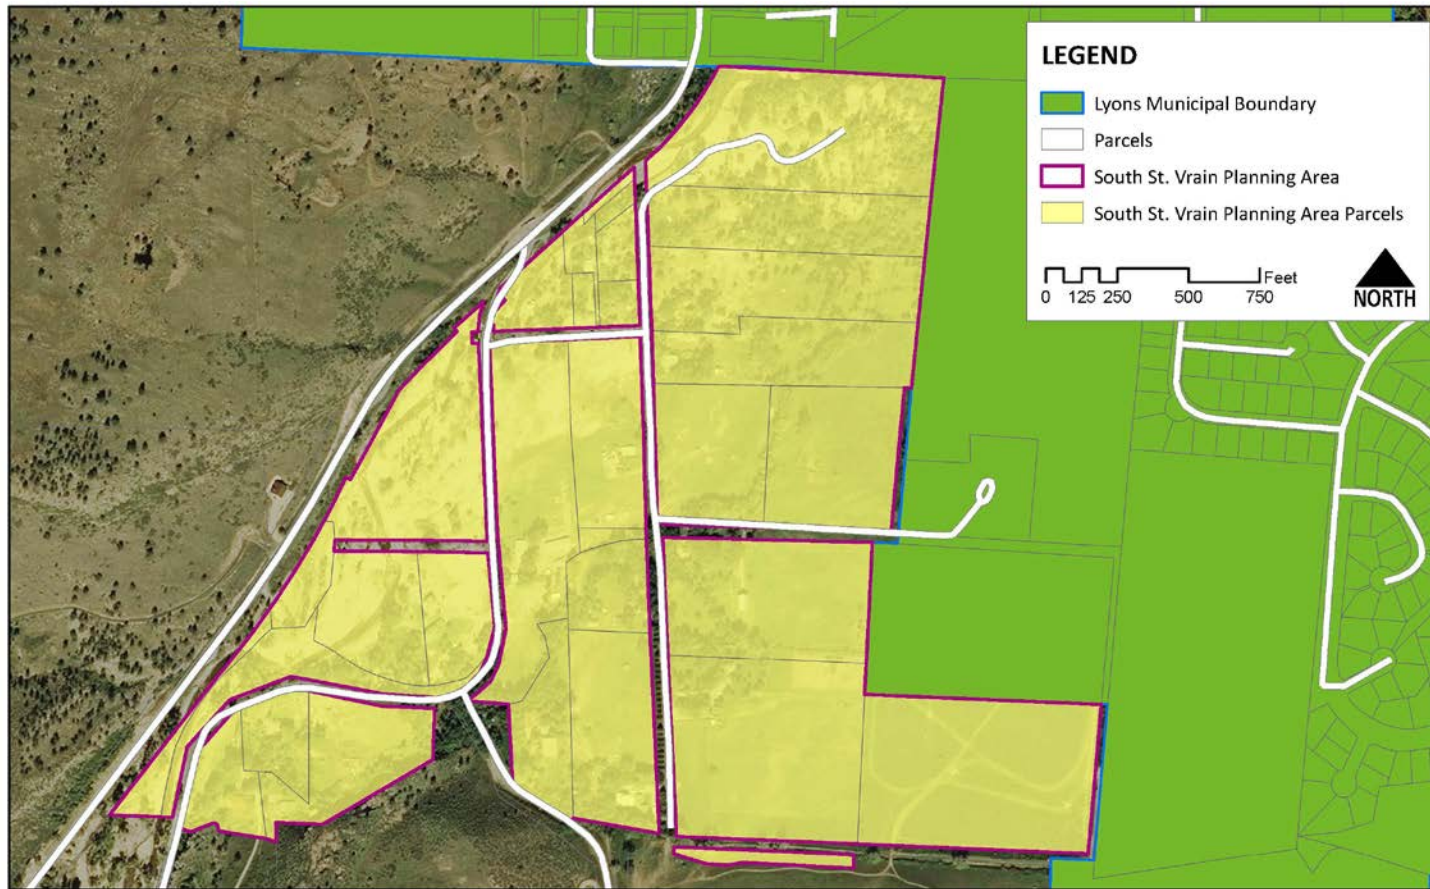 LEGEND
Lyons Municipal Boundary
Parcels
South St. Vrain Planning Area
South St. Vrain Planning Area Parcels
Feet
0 125 250 500 750
NORTH